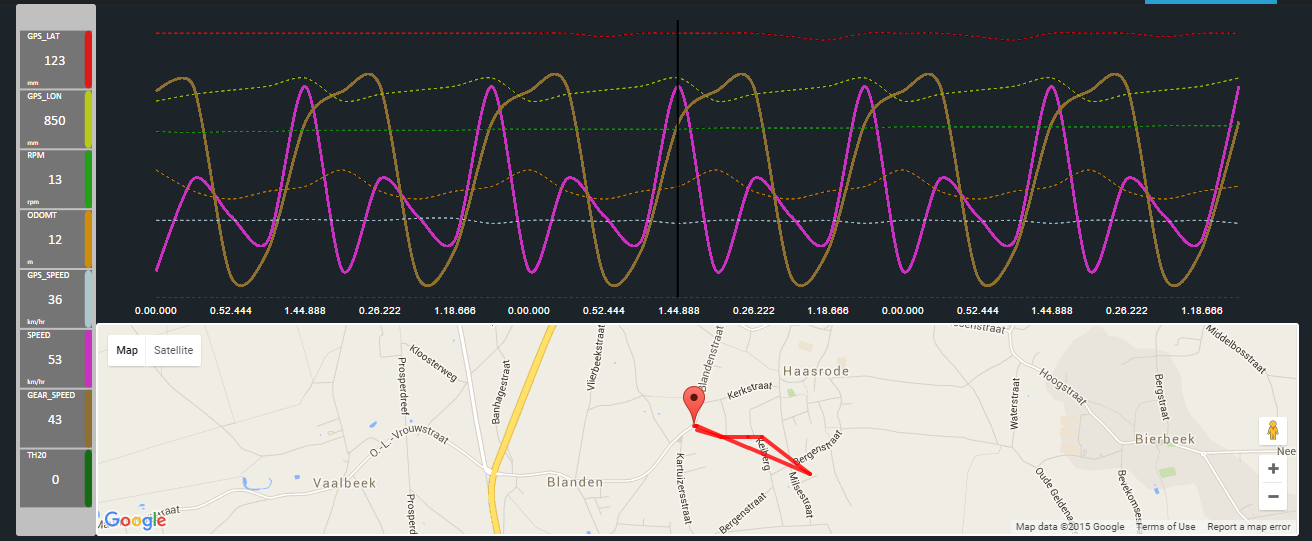 GPS_LAT
123
mm
GPS_LON
850
mm
RPM
13
rpm
ODOMT
12
m
GPS_SPEED
36
km/hr
SPEED
53
km/hr
GEAR_SPEED
43
TH20
0
0.00.000 0.52.444 1.44.888 0.26.222 1.18.666 0.00.000 0.52.444 1.44.888 0.26.222 1.18.666 0.00.000 0.52.444 1.44.888 0.26.222 1.18.666
Map Satellite
Kloosterweg
Prosperdreef
Banhagestraat
Vlierbeekstraat
Blandenstraat
Kerkstraat
Haasrode
Waterstraat
Hoogstraat
Bergstraat
Middelbosstraat
O.-L.-Vrouwstraat
Bierbeek
Nee
Vaalbeek
Blanden
Kartuizersstraat
Keiberg
Bergenstraat
Milsestraat
Bergenstraat
Oude Geldena
Bevekomses
Prosperd
Google
Map data ©2015 Google Terms of Use Report a map error
+
−